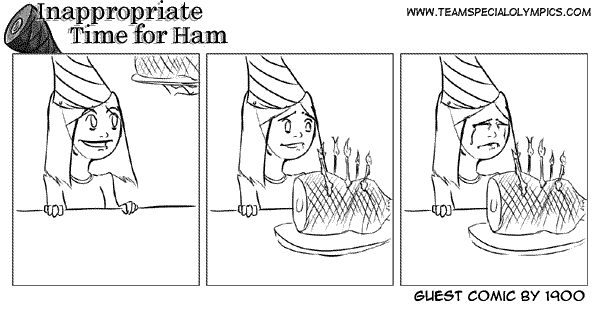 Inappropriate
Time for Ham
WWW.TEAMSPECIALOLYMPICS.COM
GUEST COMIC BY 1900